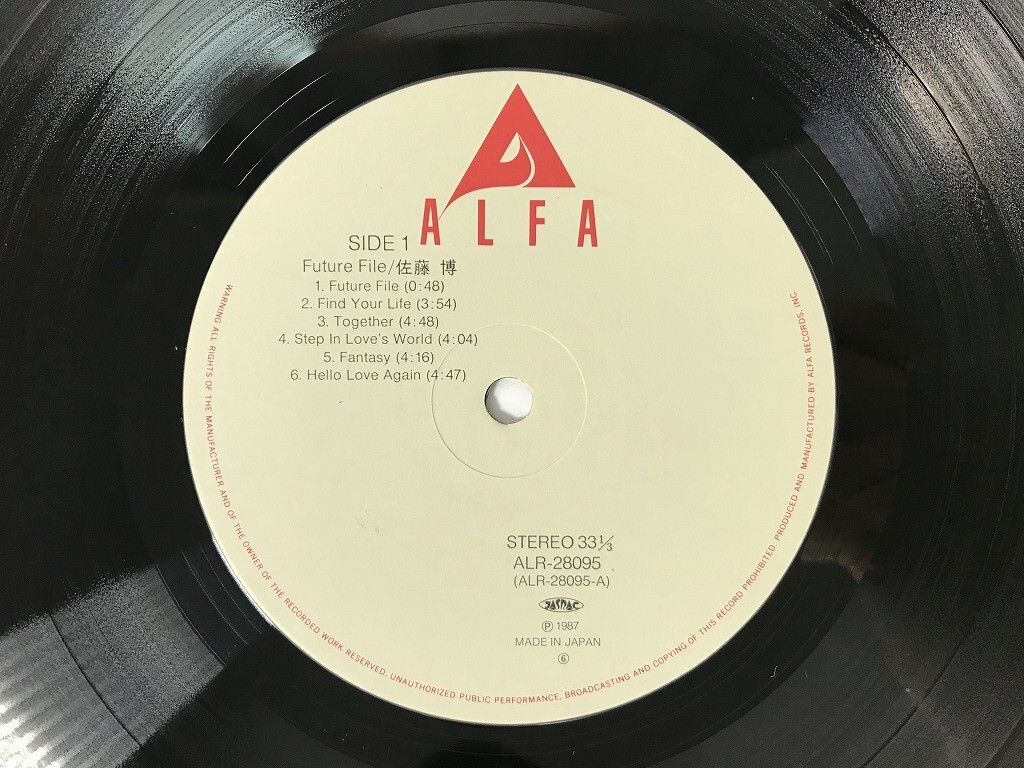 ALFA
SIDE 1
Future File/佐藤 博
1. Future File (0:48)
2. Find Your Life (3:54)
3. Together (4:48)
4. Step In Love's World (4:04)
5. Fantasy (4:16)
6. Hello Love Again (4:47)
STEREO 33⅓
ALR-28095
(ALR-28095-A)
JASRAC
Ⓟ 1987
MADE IN JAPAN
⑥
WARNING ALL RIGHTS OF THE MANUFACTURER AND OF THE OWNER OF THE RECORDED WORK RESERVED. UNAUTHORIZED PUBLIC PERFORMANCE, BROADCASTING AND COPYING OF THIS RECORD PROHIBITED. PRODUCED AND MANUFACTURED BY ALFA RECORDS, INC.